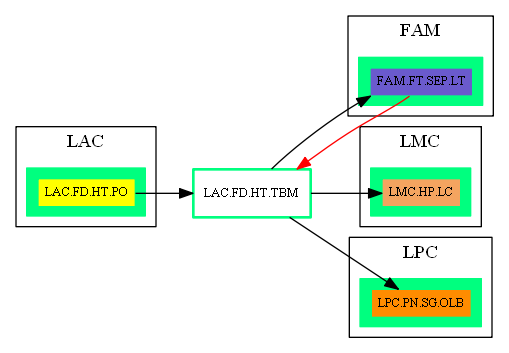 FAM
FAM.FT.SEP.LT
LAC
LAC.FD.HT.PO
LAC.FD.HT.TBM
LMC
LMC.HP.LC
LPC
LPC.PN.SG.OLB